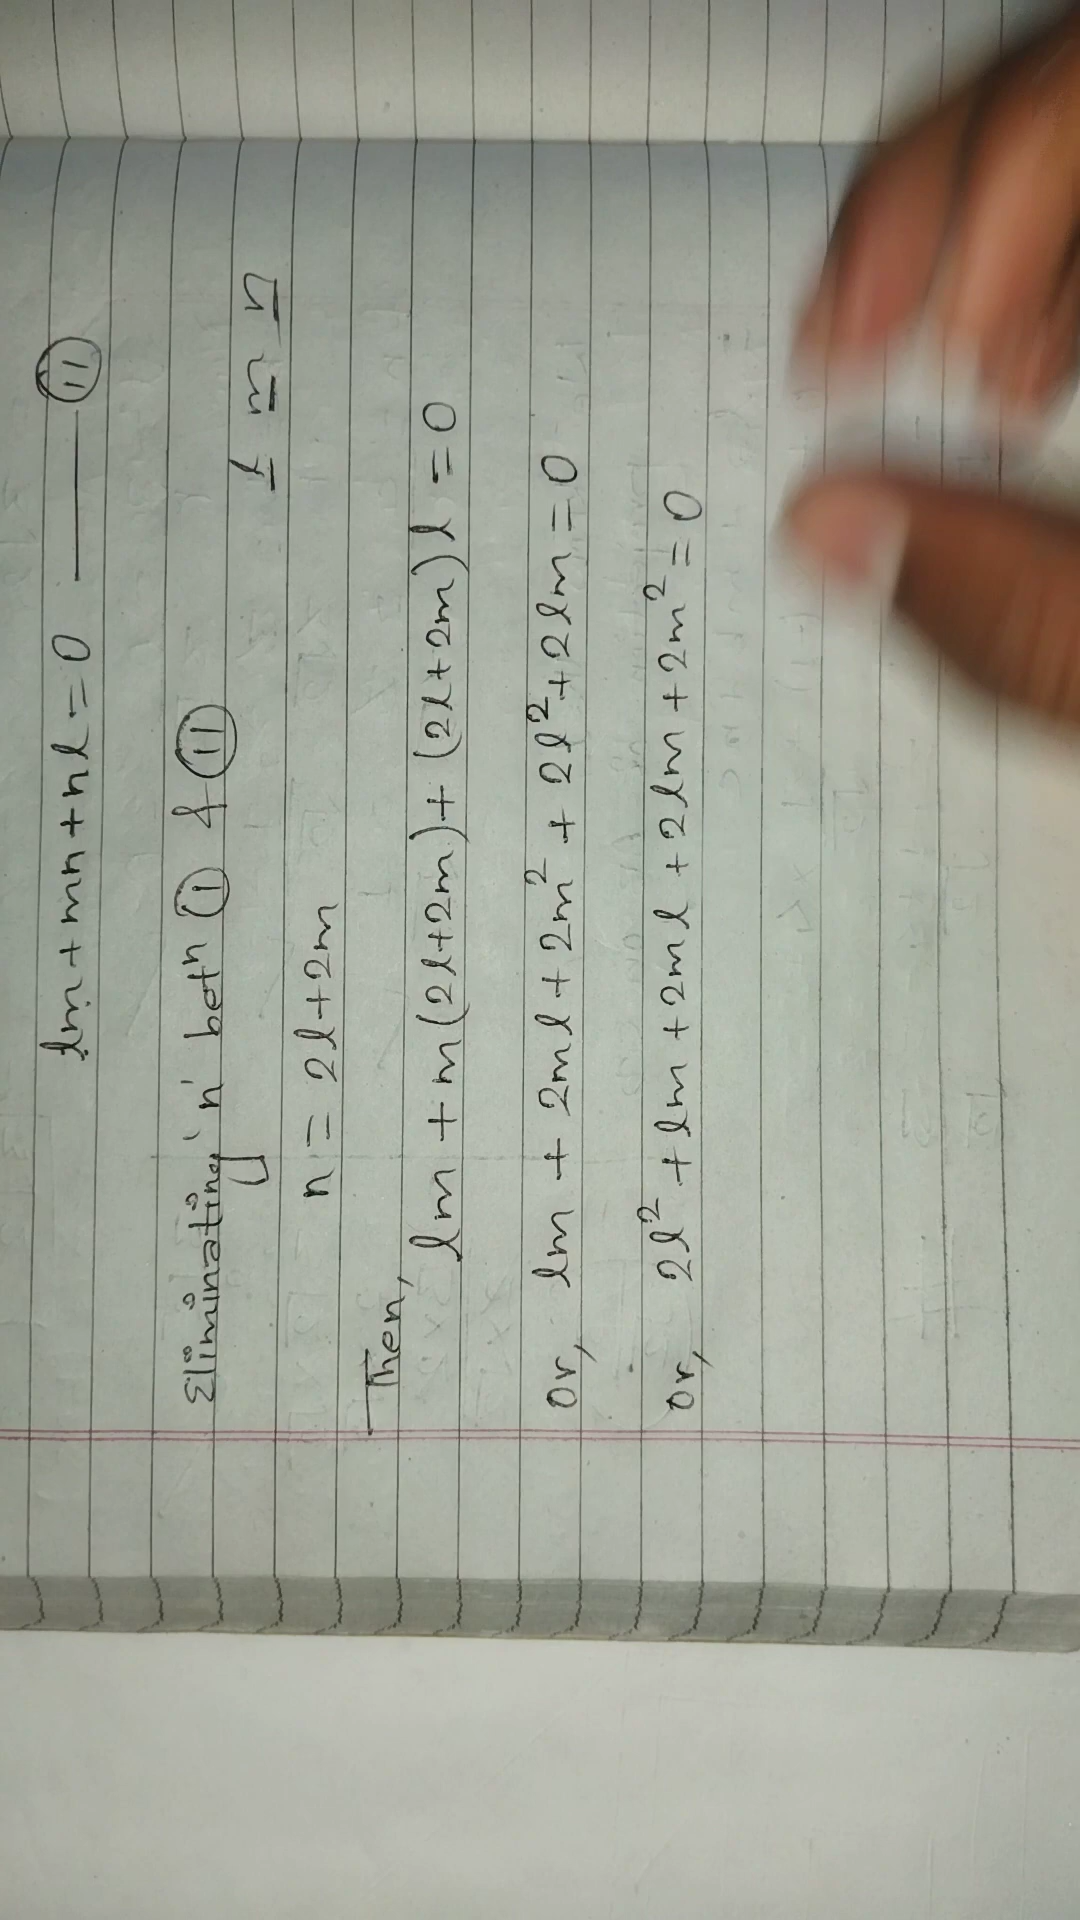 lm + mn + nl = 0 —— (ii)
Eliminating 'n' both (i) & (ii)
l m n
n = 2l + 2m
Then,
lm + m(2l + 2m) + (2l + 2m)l = 0
or, lm + 2ml + 2m² + 2l² + 2lm = 0
or, 2l² + lm + 2ml + 2lm + 2m² = 0